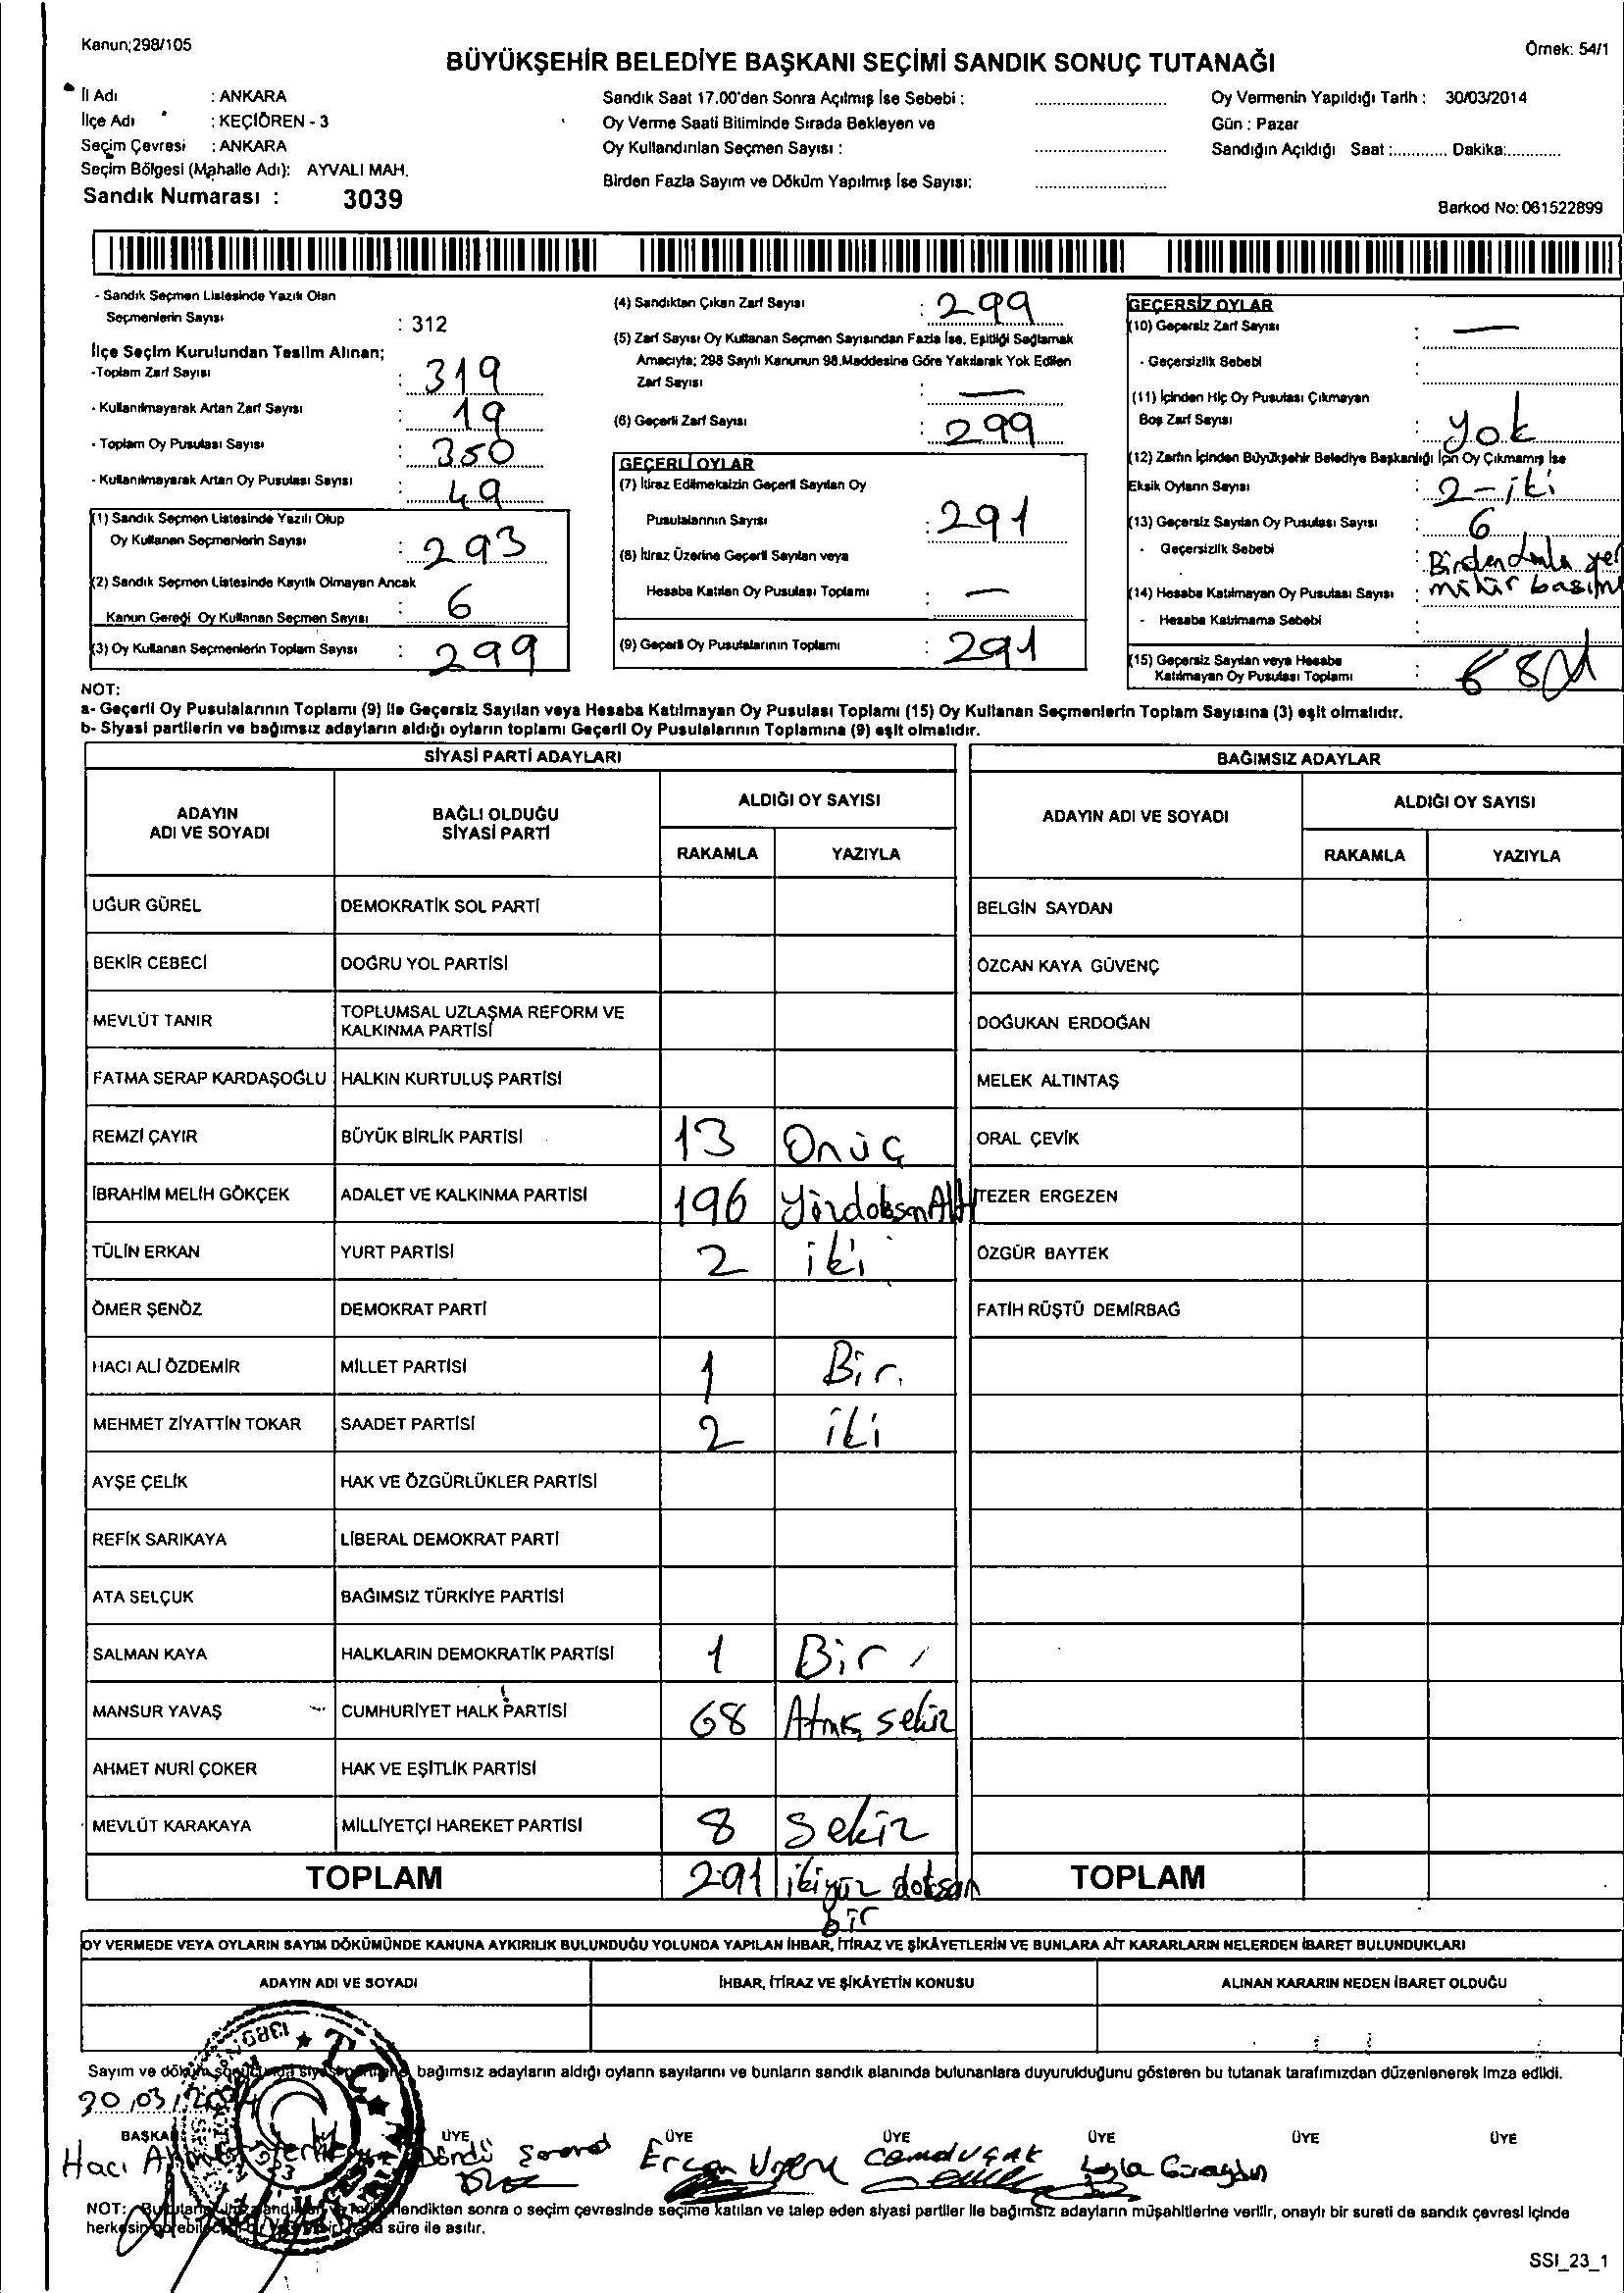 Kanun;298/105
Örnek: 54/1
BÜYÜKŞEHİR BELEDİYE BAŞKANI SEÇİMİ SANDIK SONUÇ TUTANAĞI
İl Adı : ANKARA
İlçe Adı : KEÇİÖREN - 3
Seçim Çevresi : ANKARA
Seçim Bölgesi (Mahalle Adı): AYVALI MAH.
Sandık Numarası : 3039
Sandık Saat 17.00'den Sonra Açılmış İse Sebebi :
Oy Verme Saati Bitiminde Sırada Bekleyen ve
Oy Kullandırılan Seçmen Sayısı :
Birden Fazla Sayım ve Döküm Yapılmış İse Sayısı:
Oy Vermenin Yapıldığı Tarih : 30/03/2014
Gün : Pazar
Sandığın Açıldığı Saat :............ Dakika:............
Barkod No: 061522899
- Sandık Seçmen Listesinde Yazılı Olan
Seçmenlerin Sayısı : 312
İlçe Seçim Kurulundan Teslim Alınan;
-Toplam Zarf Sayısı : 319
- Kullanılmayarak Artan Zarf Sayısı : 19
- Toplam Oy Pusulası Sayısı : 350
- Kullanılmayarak Artan Oy Pusulası Sayısı : 49
(1) Sandık Seçmen Listesinde Yazılı Olup
Oy Kullanan Seçmenlerin Sayısı : 293
(2) Sandık Seçmen Listesinde Kayıtlı Olmayan Ancak
Kanun Gereği Oy Kullanan Seçmen Sayısı : 6
(3) Oy Kullanan Seçmenlerin Toplam Sayısı : 299
(4) Sandıktan Çıkan Zarf Sayısı : 299
(5) Zarf Sayısı Oy Kullanan Seçmen Sayısından Fazla İse, Eşitliği Sağlamak
Amacıyla; 298 Sayılı Kanunun 98.Maddesine Göre Yakılarak Yok Edilen
Zarf Sayısı : —
(6) Geçerli Zarf Sayısı : 299
GEÇERLİ OYLAR
(7) İtiraz Edilmeksizin Geçerli Sayılan Oy
Pusulalarının Sayısı : 291
(8) İtiraz Üzerine Geçerli Sayılan veya
Hesaba Katılan Oy Pusulası Toplamı : —
(9) Geçerli Oy Pusulalarının Toplamı : 291
GEÇERSİZ OYLAR
(10) Geçersiz Zarf Sayısı : —
- Geçersizlik Sebebi :
(11) İçinden Hiç Oy Pusulası Çıkmayan
Boş Zarf Sayısı : yok
(12) Zarfın İçinden Büyükşehir Belediye Başkanlığı İçin Oy Çıkmamış İse
Eksik Oyların Sayısı : 2-iki
(13) Geçersiz Sayılan Oy Pusulası Sayısı : 6
- Geçersizlik Sebebi : Birden
(14) Hesaba Katılmayan Oy Pusulası Sayısı : mühür
- Hesaba Katılmama Sebebi :
(15) Geçersiz Sayılan veya Hesaba
Katılmayan Oy Pusulası Toplamı : 8
NOT:
a- Geçerli Oy Pusulalarının Toplamı (9) ile Geçersiz Sayılan veya Hesaba Katılmayan Oy Pusulası Toplamı (15) Oy Kullanan Seçmenlerin Toplam Sayısına (3) eşit olmalıdır.
b- Siyasi partilerin ve bağımsız adayların aldığı oyların toplamı Geçerli Oy Pusulalarının Toplamına (9) eşit olmalıdır.
SİYASİ PARTİ ADAYLARI
BAĞIMSIZ ADAYLAR
ADAYIN ADI VE SOYADI BAĞLI OLDUĞU SİYASİ PARTİ ALDIĞI OY SAYISI
RAKAMLA YAZIYLA
ADAYIN ADI VE SOYADI ALDIĞI OY SAYISI
RAKAMLA YAZIYLA
UĞUR GÜREL DEMOKRATİK SOL PARTİ BELGİN SAYDAN
BEKİR CEBECİ DOĞRU YOL PARTİSİ ÖZCAN KAYA GÜVENÇ
MEVLÜT TANIR TOPLUMSAL UZLAŞMA REFORM VE KALKINMA PARTİSİ DOĞUKAN ERDOĞAN
FATMA SERAP KARDAŞOĞLU HALKIN KURTULUŞ PARTİSİ MELEK ALTINTAŞ
REMZİ ÇAYIR BÜYÜK BİRLİK PARTİSİ 13 Onüç ORAL ÇEVİK
İBRAHİM MELİH GÖKÇEK ADALET VE KALKINMA PARTİSİ 196 YüzdoksanAltı TEZER ERGEZEN
TÜLİN ERKAN YURT PARTİSİ 2 iki ÖZGÜR BAYTEK
ÖMER ŞENÖZ DEMOKRAT PARTİ FATİH RÜŞTÜ DEMİRBAĞ
HACI ALİ ÖZDEMİR MİLLET PARTİSİ 1 Bir.
MEHMET ZİYATTİN TOKAR SAADET PARTİSİ 2 iki
AYŞE ÇELİK HAK VE ÖZGÜRLÜKLER PARTİSİ
REFİK SARIKAYA LİBERAL DEMOKRAT PARTİ
ATA SELÇUK BAĞIMSIZ TÜRKİYE PARTİSİ
SALMAN KAYA HALKLARIN DEMOKRATİK PARTİSİ 1 Bir
MANSUR YAVAŞ CUMHURİYET HALK PARTİSİ 68 Atmış sekiz
AHMET NURİ ÇOKER HAK VE EŞİTLİK PARTİSİ
MEVLÜT KARAKAYA MİLLİYETÇİ HAREKET PARTİSİ 8 Sekiz
TOPLAM 291 ikiyüz doksan bir TOPLAM
OY VERMEDE VEYA OYLARIN SAYIM DÖKÜMÜNDE KANUNA AYKIRILIK BULUNDUĞU YOLUNDA YAPILAN İHBAR, İTİRAZ VE ŞİKÂYETLERİN VE BUNLARA AİT KARARLARIN NELERDEN İBARET BULUNDUKLARI
ADAYIN ADI VE SOYADI İHBAR, İTİRAZ VE ŞİKÂYETİN KONUSU ALINAN KARARIN NEDEN İBARET OLDUĞU
Sayım ve bağımsız adayların aldığı oyların sayılarını ve bunların sandık alanında bulunanlara duyurulduğunu gösteren bu tutanak tarafımızdan düzenlenerek imza edildi.
30/03/2014
BAŞKAN ÜYE ÜYE ÜYE ÜYE ÜYE ÜYE
Hacı Döndü Ercan Leyla
NOT: sonra o seçim çevresinde seçime katılan ve talep eden siyasi partiler ile bağımsız adayların müşahitlerine verilir, onaylı bir sureti de sandık çevresi içinde
süre ile asılır.
SSI_23_1